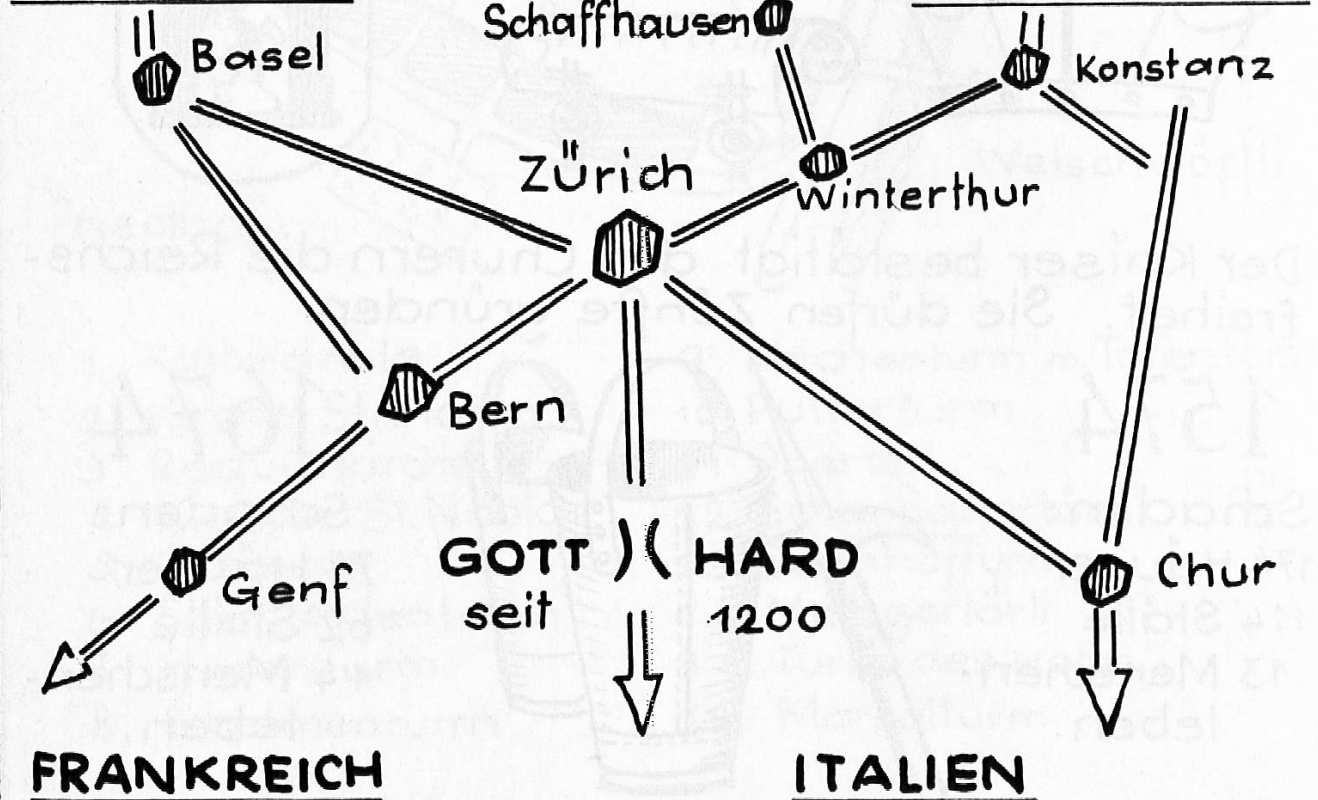 Schaffhausen
Basel
Konstanz
Zürich
Winterthur
Bern
GOTT )( HARD
seit 1200
Genf
Chur
FRANKREICH
ITALIEN